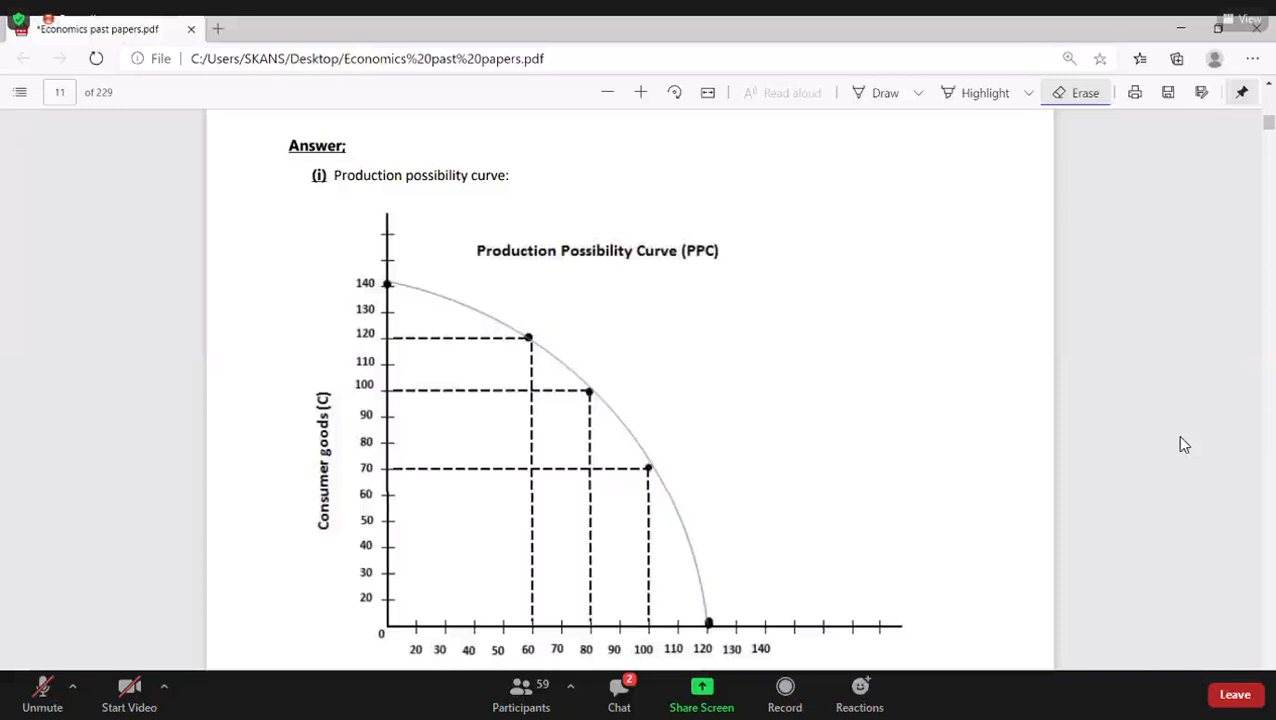 View
*Economics past papers.pdf
File C:/Users/SKANS/Desktop/Economics%20past%20papers.pdf
11 of 229 Read aloud Draw Highlight Erase
Answer;
(i) Production possibility curve:
Production Possibility Curve (PPC)
140
130
120
110
100
90
80
70
60
50
40
30
20
Consumer goods (C)
0
20 30 40 50 60 70 80 90 100 110 120 130 140
59
2
Unmute Start Video Participants Chat Share Screen Record Reactions Leave